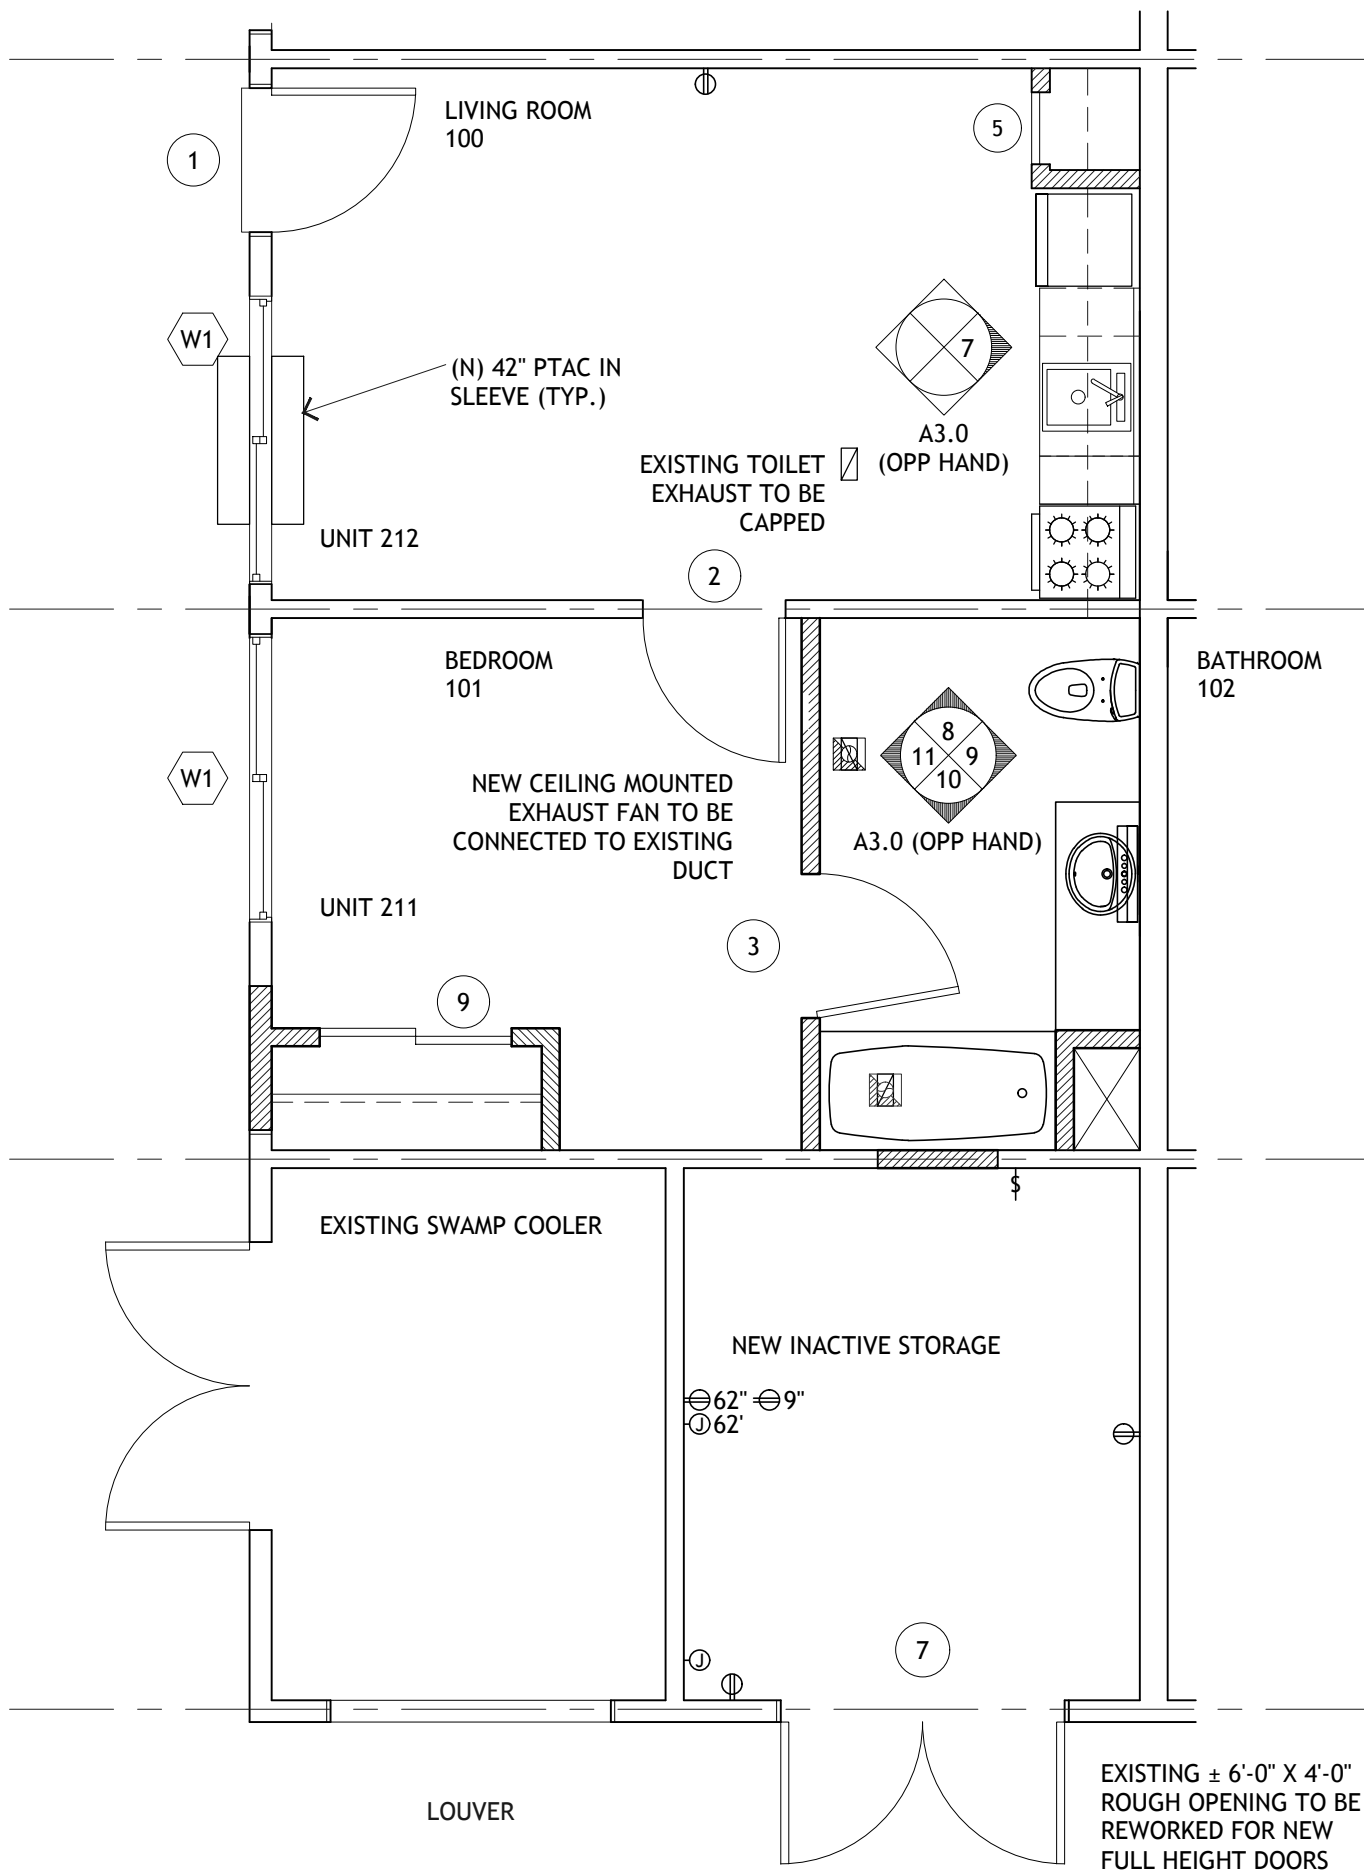 LIVING ROOM
100
5
1
W1
7
(N) 42" PTAC IN
SLEEVE (TYP.)
A3.0
(OPP HAND)
EXISTING TOILET
EXHAUST TO BE
CAPPED
UNIT 212
2
BEDROOM
101
BATHROOM
102
8
11 9
10
W1
NEW CEILING MOUNTED
EXHAUST FAN TO BE
CONNECTED TO EXISTING
DUCT
A3.0 (OPP HAND)
UNIT 211
3
9
$
EXISTING SWAMP COOLER
NEW INACTIVE STORAGE
62" 9"
J 62'
7
J
EXISTING ± 6'-0" X 4'-0"
ROUGH OPENING TO BE
REWORKED FOR NEW
FULL HEIGHT DOORS
LOUVER